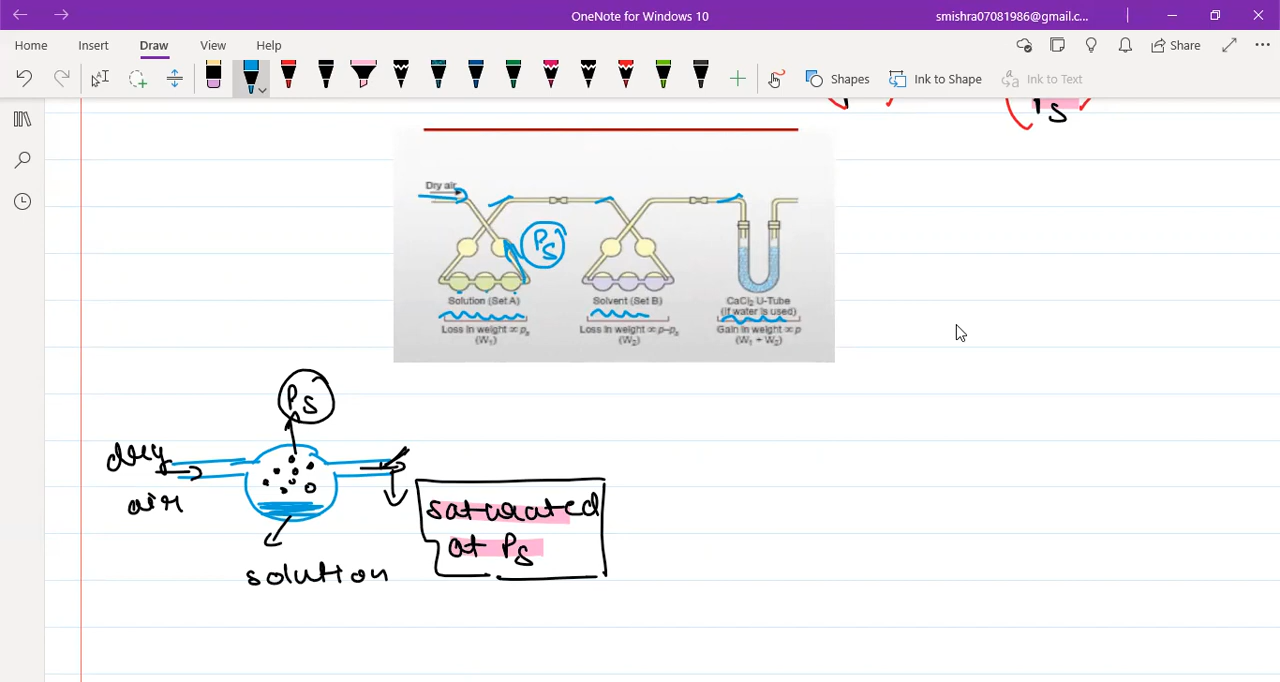 OneNote for Windows 10
smishra07081986@gmail.c...
Home Insert Draw View Help
Share
Shapes
Ink to Shape
Ink to Text
Ps
Dry air
Ps
Solution (Set A)
Loss in weight ∝ ps
(W1)
Solvent (Set B)
Loss in weight ∝ p–ps
(W2)
CaCl2 U-Tube
(if water is used)
Gain in weight ∝ p
(W1 + W2)
Ps
dry
air
solution
saturated
at Ps